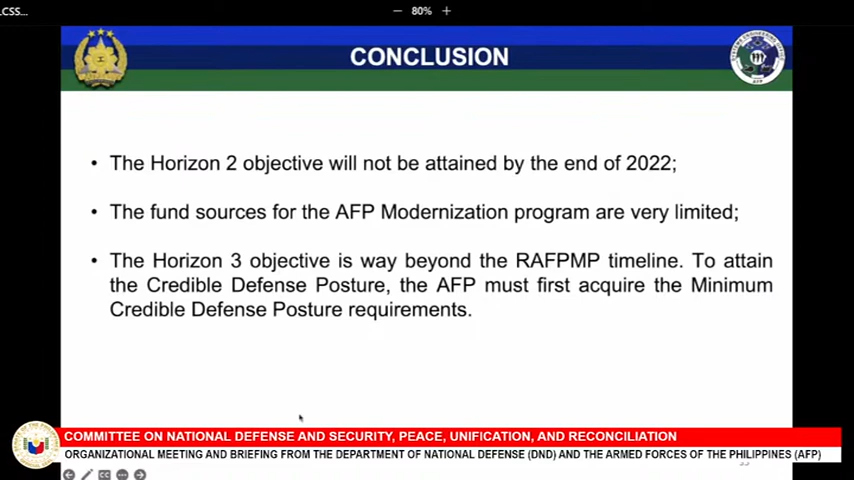 .CSS...
80%
CONCLUSION
• The Horizon 2 objective will not be attained by the end of 2022;
• The fund sources for the AFP Modernization program are very limited;
• The Horizon 3 objective is way beyond the RAFPMP timeline. To attain
the Credible Defense Posture, the AFP must first acquire the Minimum
Credible Defense Posture requirements.
COMMITTEE ON NATIONAL DEFENSE AND SECURITY, PEACE, UNIFICATION, AND RECONCILIATION
ORGANIZATIONAL MEETING AND BRIEFING FROM THE DEPARTMENT OF NATIONAL DEFENSE (DND) AND THE ARMED FORCES OF THE PHILIPPINES (AFP)